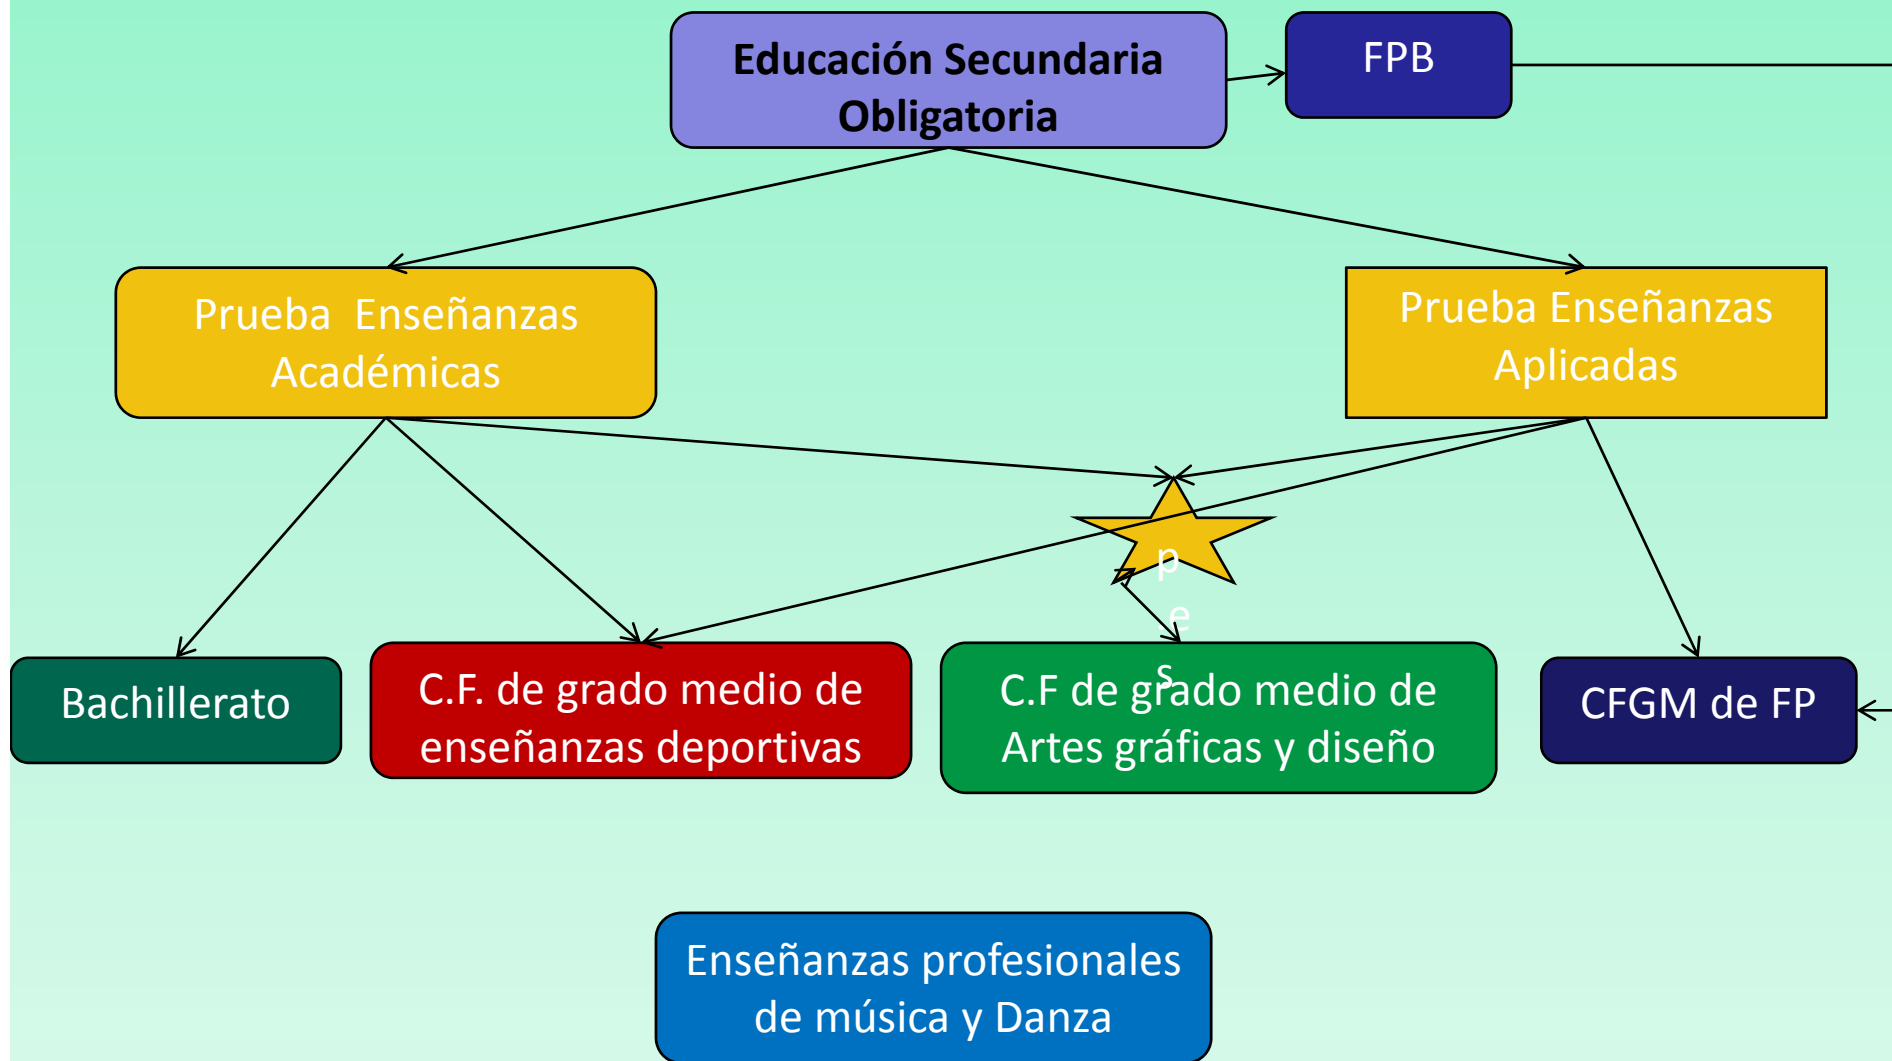 Educación Secundaria
Obligatoria
FPB
Prueba  Enseñanzas
Académicas
Prueba Enseñanzas
Aplicadas
p
e
s
Bachillerato
C.F. de grado medio de
enseñanzas deportivas
C.F de grado medio de
Artes gráficas y diseño
CFGM de FP
Enseñanzas profesionales
de música y Danza